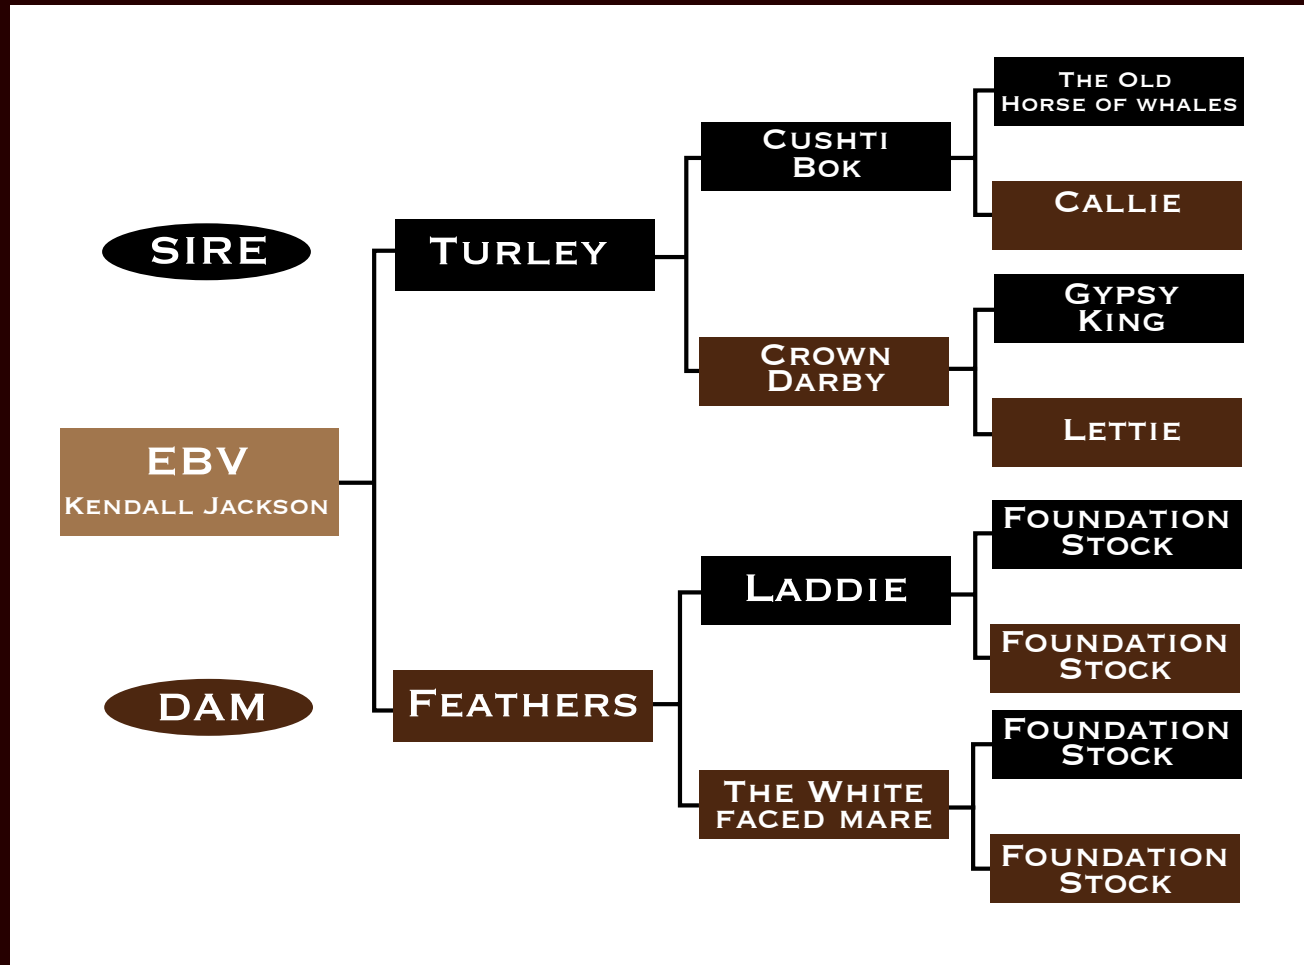 The Old
Horse of whales
Cushti
Bok
Callie
SIRE
Turley
Gypsy
King
Crown
Darby
Lettie
EBV
Kendall Jackson
Foundation
Stock
Laddie
Foundation
Stock
DAM
Feathers
Foundation
Stock
The White
faced mare
Foundation
Stock